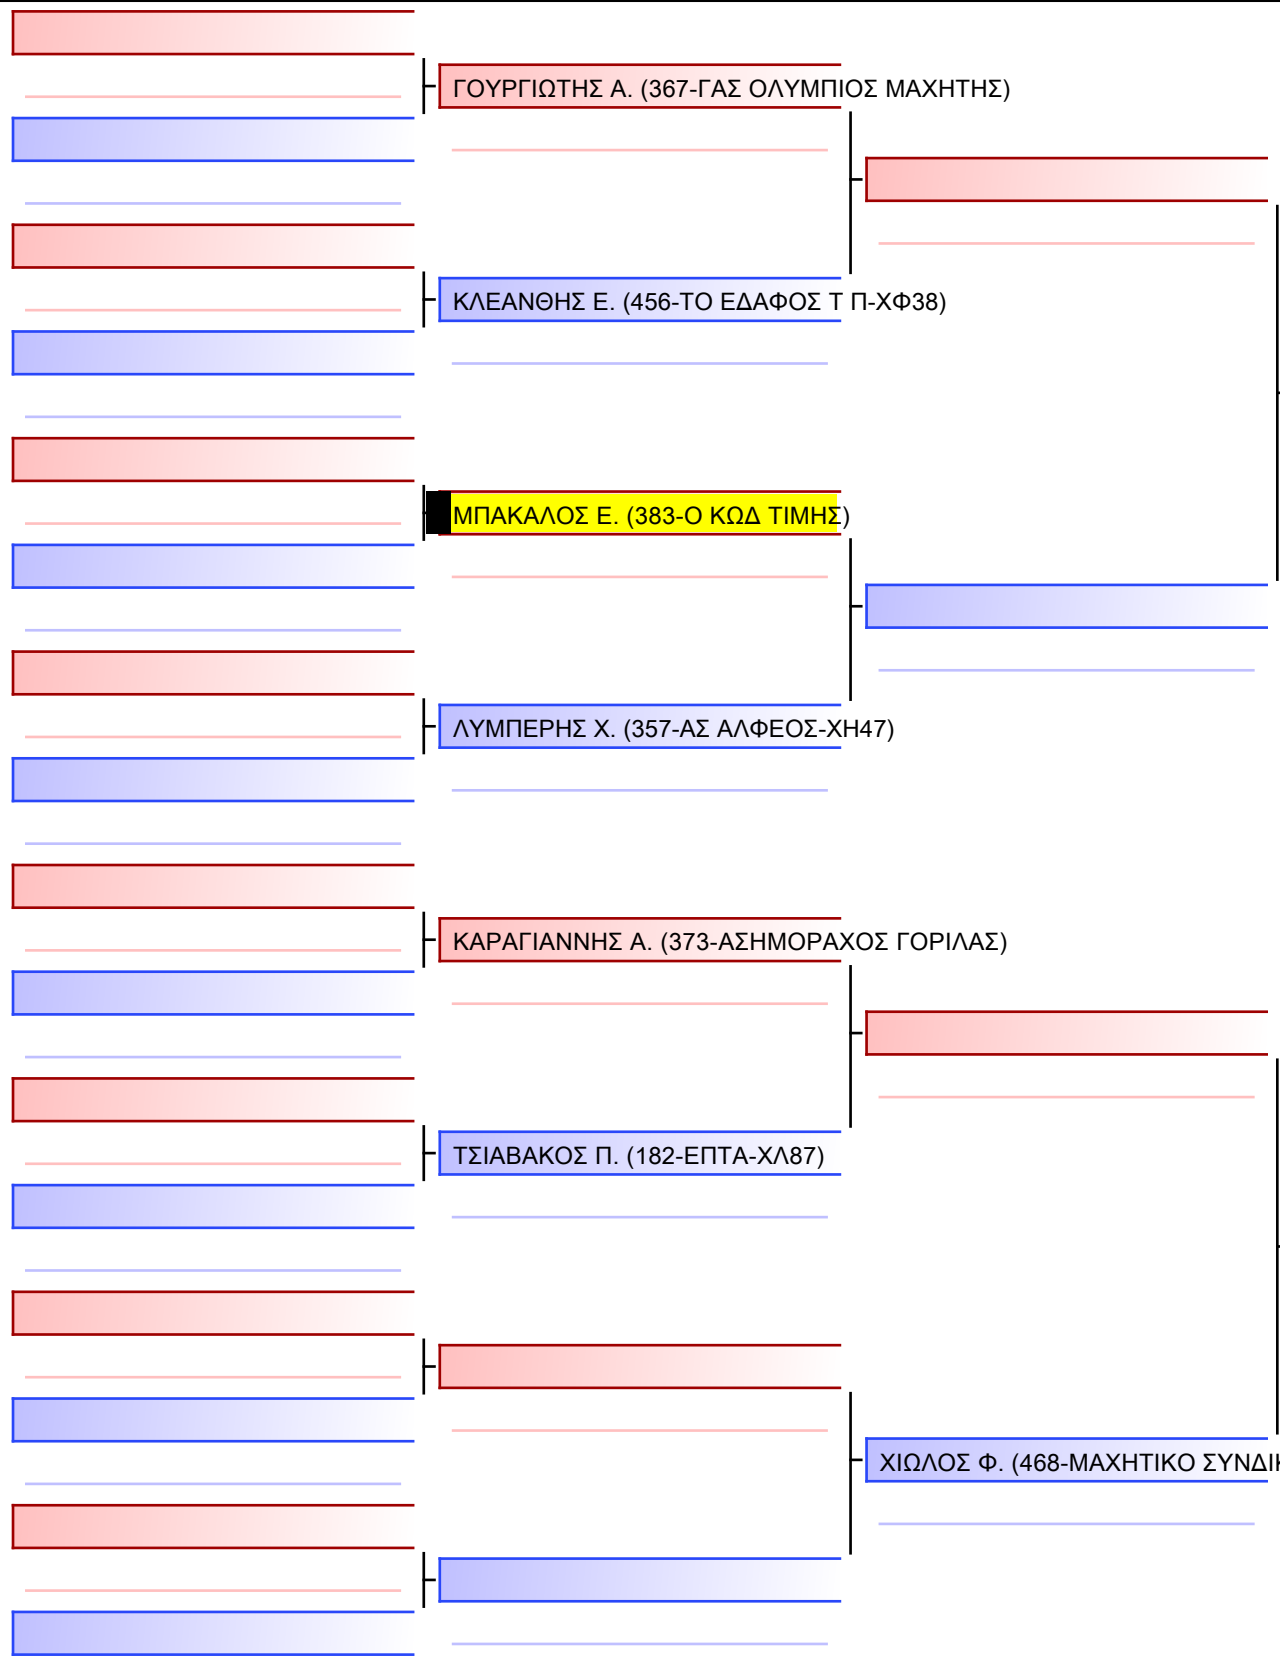 ΓΟΥΡΓΙΩΤΗΣ Α. (367-ΓΑΣ ΟΛΥΜΠΙΟΣ ΜΑΧΗΤΗΣ)
ΚΛΕΑΝΘΗΣ Ε. (456-ΤΟ ΕΔΑΦΟΣ Τ Π-ΧΦ38)
ΜΠΑΚΑΛΟΣ Ε. (383-Ο ΚΩΔ ΤΙΜΗΣ)
ΛΥΜΠΕΡΗΣ Χ. (357-ΑΣ ΑΛΦΕΟΣ-ΧΗ47)
ΚΑΡΑΓΙΑΝΝΗΣ Α. (373-ΑΣΗΜΟΡΑΧΟΣ ΓΟΡΙΛΑΣ)
ΤΣΙΑΒΑΚΟΣ Π. (182-ΕΠΤΑ-ΧΛ87)
ΧΙΩΛΟΣ Φ. (468-ΜΑΧΗΤΙΚΟ ΣΥΝΔΙΚ